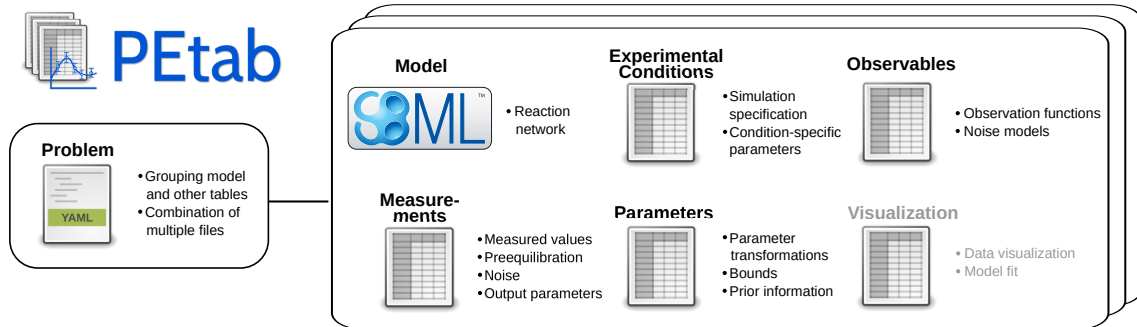 PEtab
Problem
YAML
• Grouping model
and other tables
• Combination of
multiple files
Model
SBML™
• Reaction
network
Experimental
Conditions
• Simulation
specification
• Condition-specific
parameters
Observables
• Observation functions
• Noise models
Measure-
ments
• Measured values
• Preequilibration
• Noise
• Output parameters
Parameters
• Parameter
transformations
• Bounds
• Prior information
Visualization
• Data visualization
• Model fit